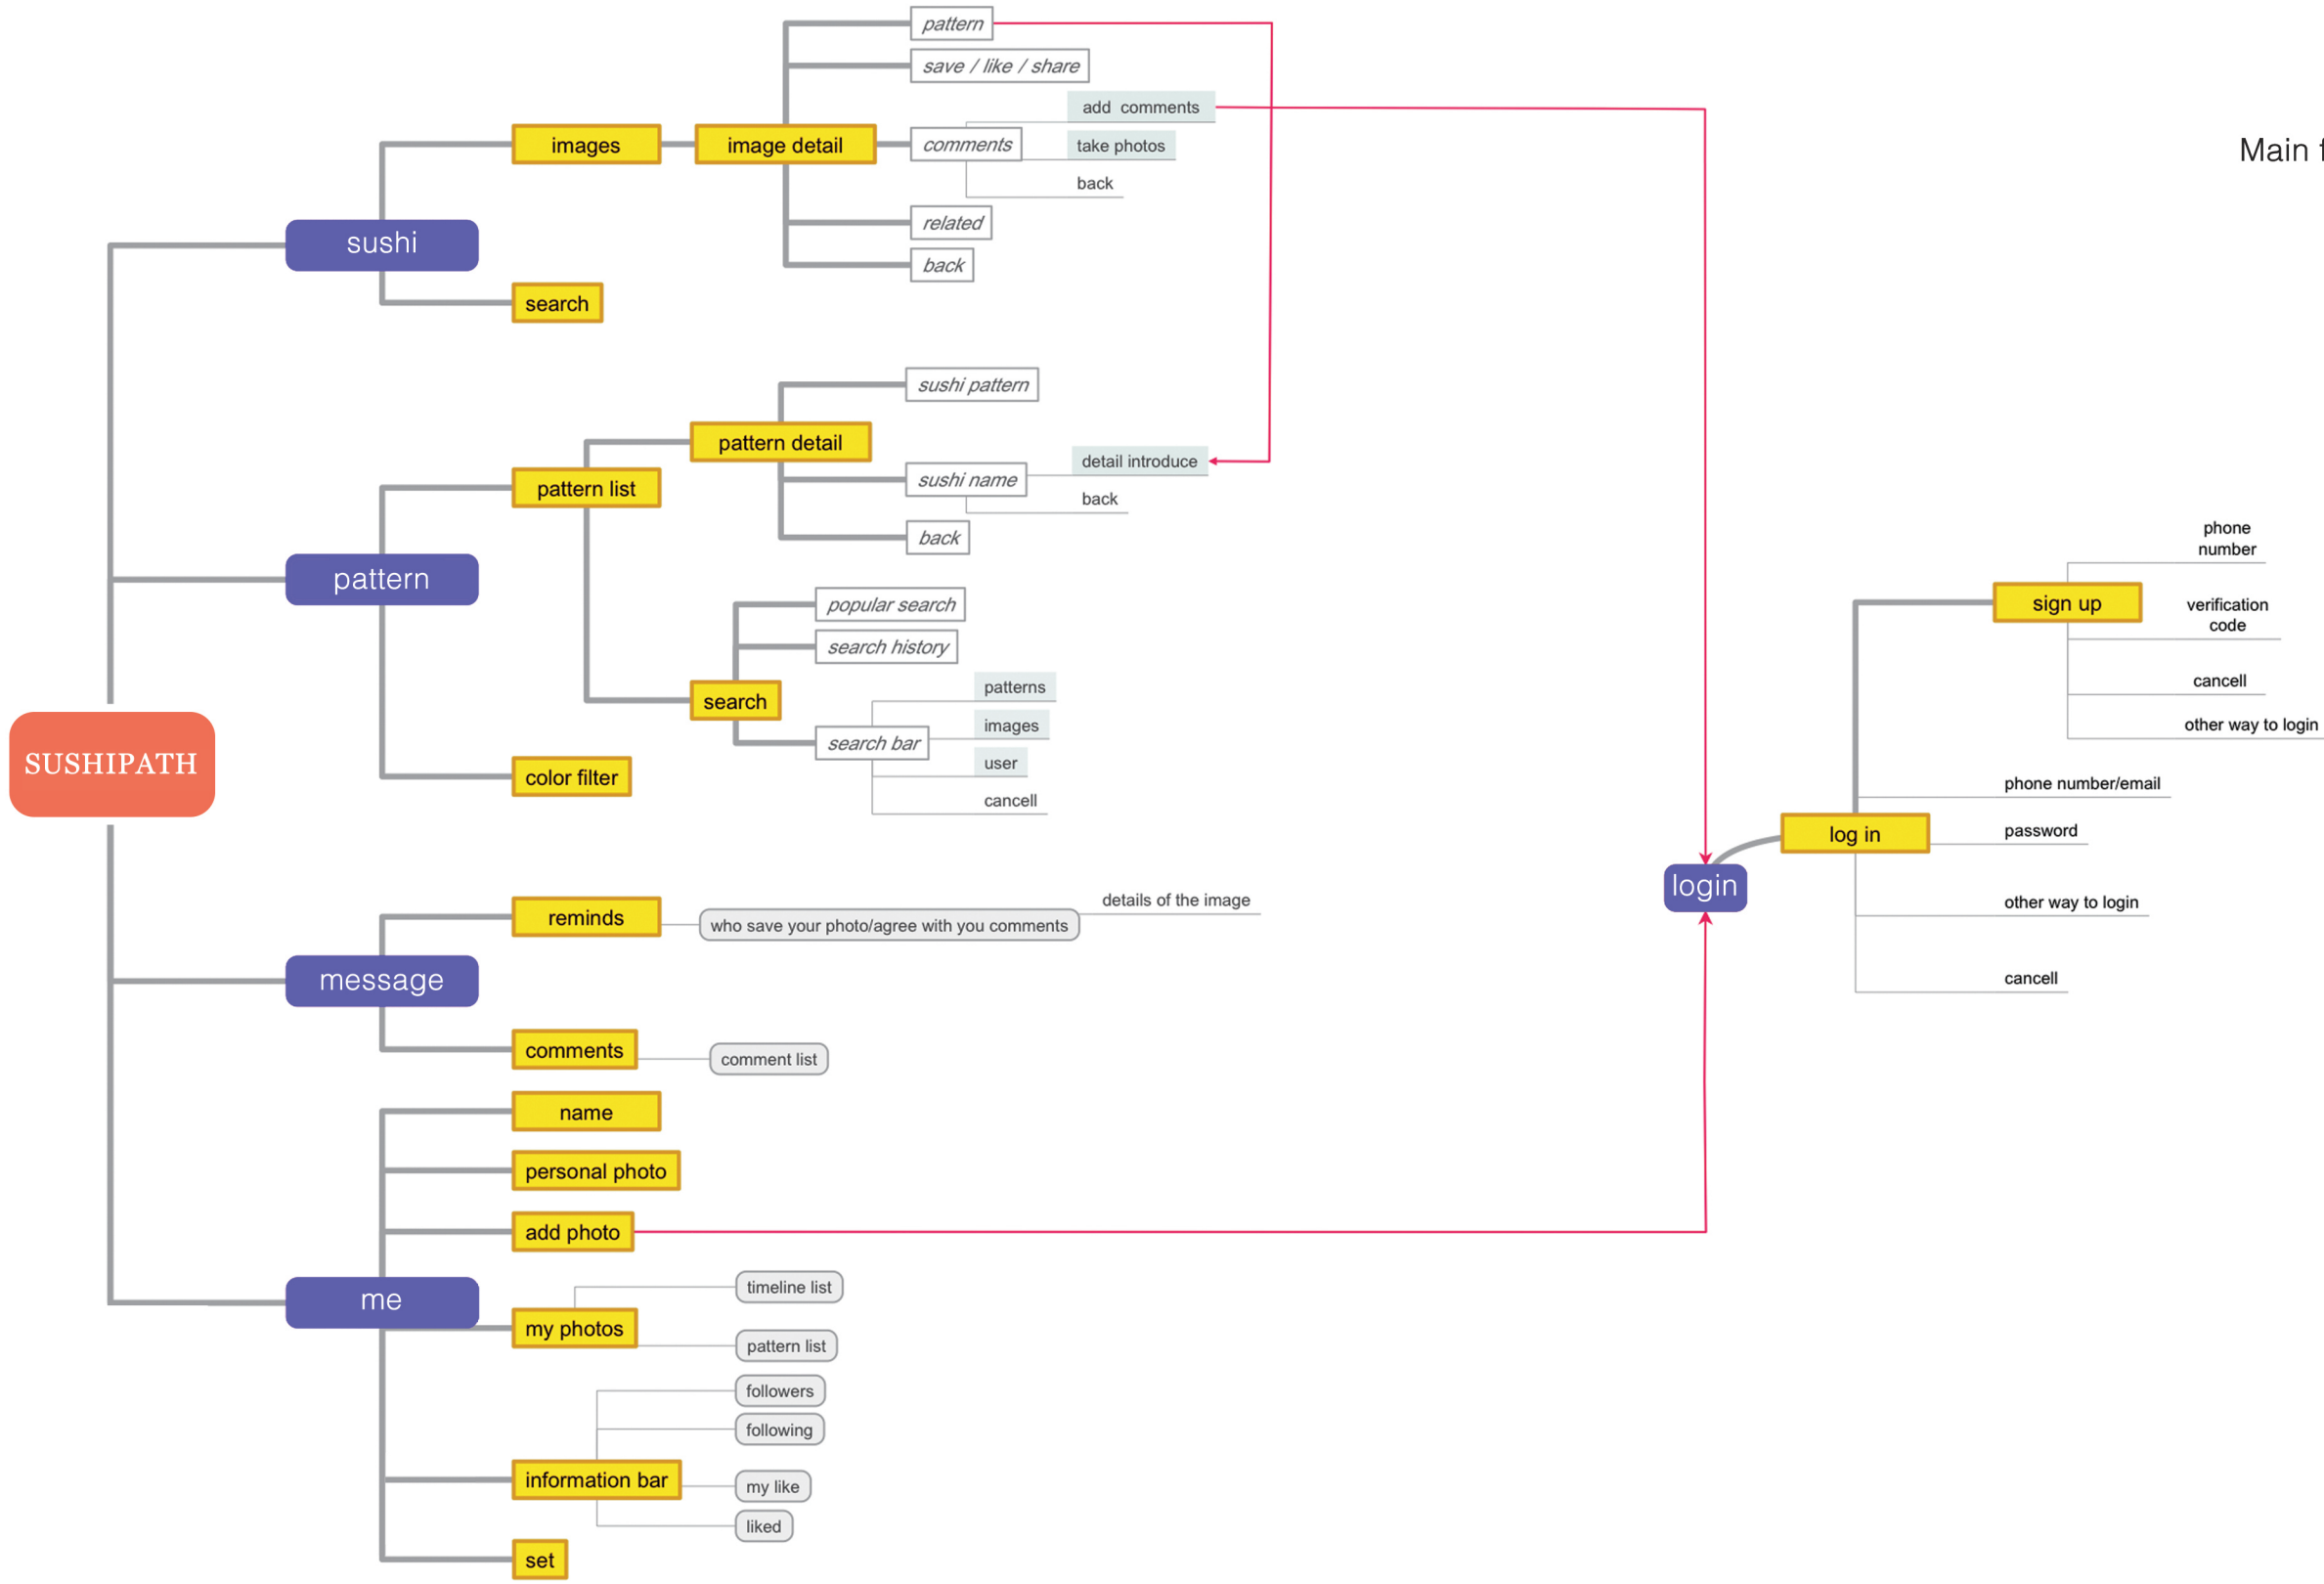 pattern
save / like / share
add comments
Main
images
image detail
comments
take photos
back
related
sushi
back
search
sushi pattern
pattern detail
detail introduce
pattern list
sushi name
back
back
phone
number
pattern
popular search
sign up
verification
code
search history
patterns
cancell
search
images
other way to login
search bar
user
SUSHIPATH
color filter
cancell
phone number/email
log in
password
login
details of the image
other way to login
reminds
who save your photo/agree with you comments
message
cancell
comments
comment list
name
personal photo
add photo
timeline list
me
my photos
pattern list
followers
following
information bar
my like
liked
set